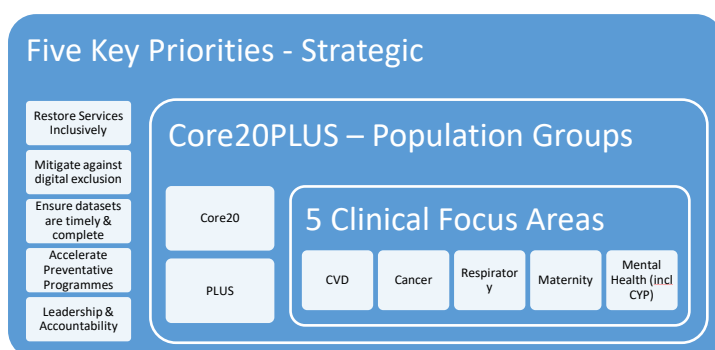 Five Key Priorities - Strategic
Restore Services
Inclusively
Mitigate against
digital exclusion
Ensure datasets
are timely &
complete
Accelerate
Preventative
Programmes
Leadership &
Accountability
Core20PLUS – Population Groups
Core20
PLUS
5 Clinical Focus Areas
CVD
Cancer
Respirator
y
Maternity
Mental
Health (incl
CYP)